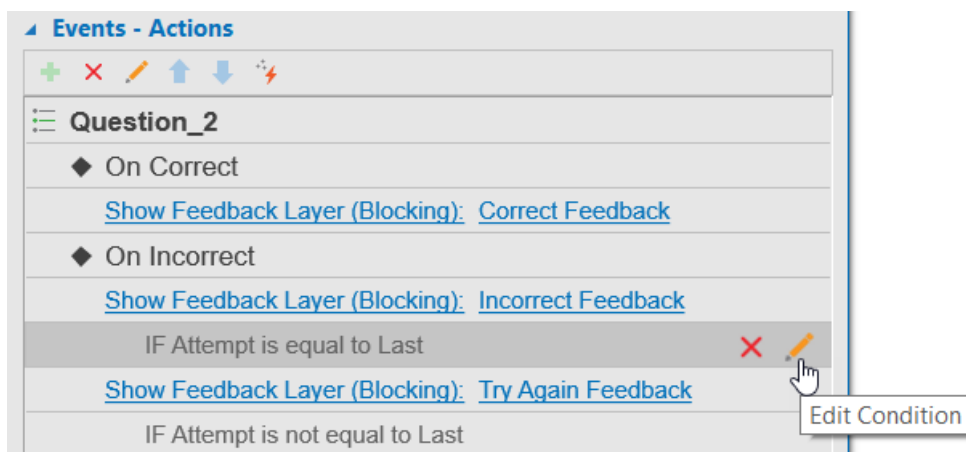 Events - Actions
Question_2
On Correct
Show Feedback Layer (Blocking): Correct Feedback
On Incorrect
Show Feedback Layer (Blocking): Incorrect Feedback
IF Attempt is equal to Last
Show Feedback Layer (Blocking): Try Again Feedback
Edit Condition
IF Attempt is not equal to Last